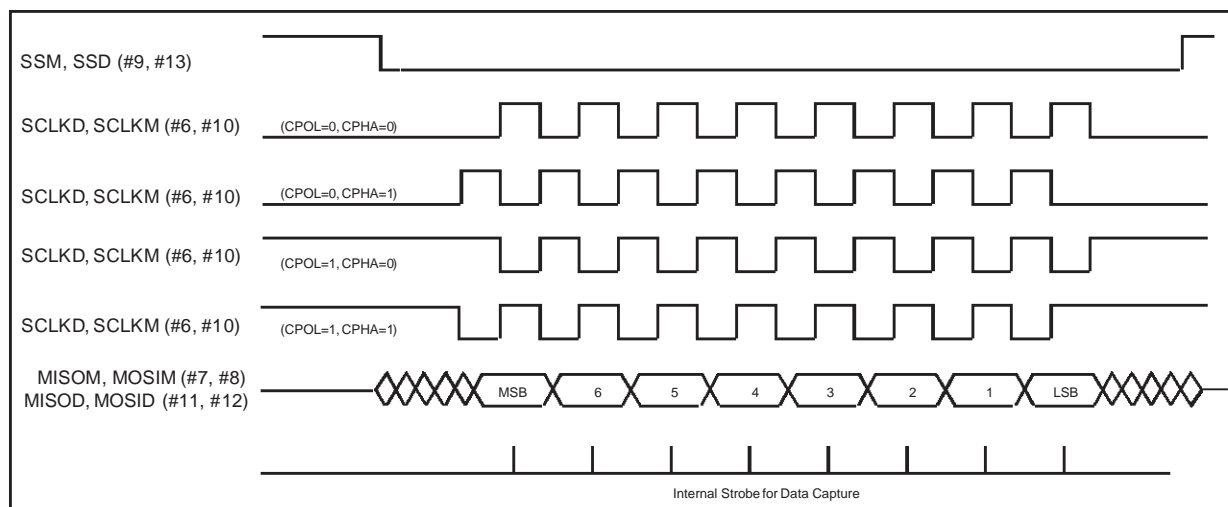 SSM, SSD (#9, #13)
SCLKD, SCLKM (#6, #10)
(CPOL=0, CPHA=0)
SCLKD, SCLKM (#6, #10)
(CPOL=0, CPHA=1)
SCLKD, SCLKM (#6, #10)
(CPOL=1, CPHA=0)
SCLKD, SCLKM (#6, #10)
(CPOL=1, CPHA=1)
MISOM, MOSIM (#7, #8)
MISOD, MOSID (#11, #12)
MSB 6 5 4 3 2 1 LSB
Internal Strobe for Data Capture